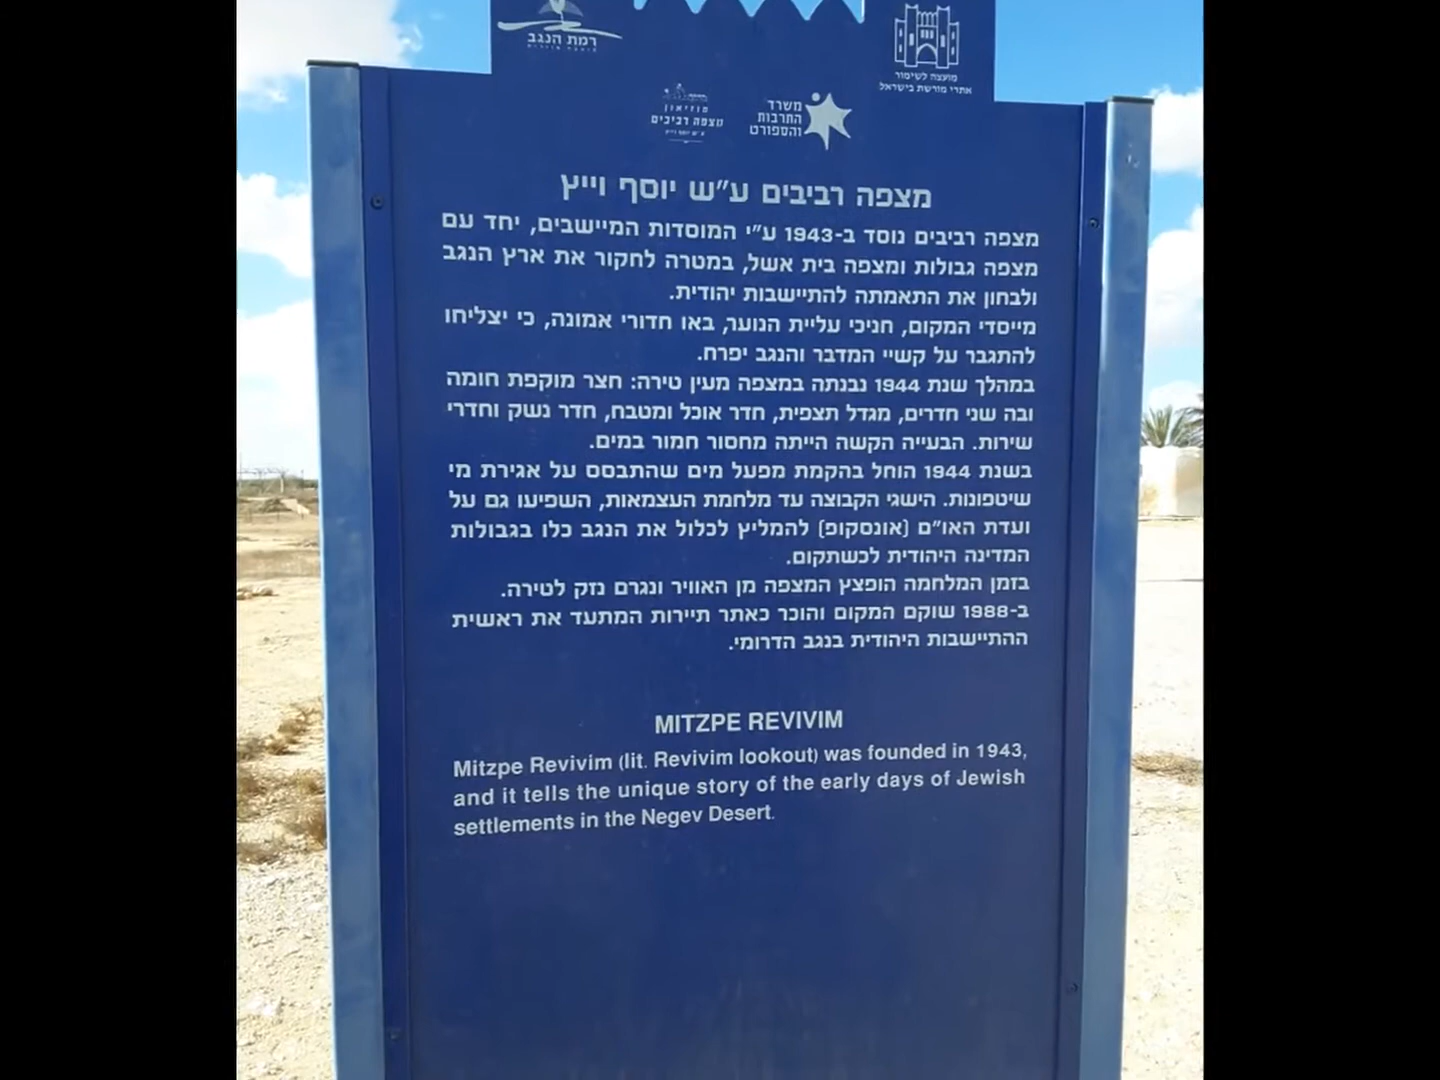 רמת הנגב
מועצה לשימור
אתרי מורשת בישראל
מוזיאון
מצפה רביבים
ע״ש יוסף וייץ
משרד
התרבות
והספורט
מצפה רביבים ע״ש יוסף וייץ
מצפה רביבים נוסד ב-1943 ע״י המוסדות המיישבים, יחד עם
מצפה גבולות ומצפה בית אשל, במטרה לחקור את ארץ הנגב
ולבחון את התאמתה להתיישבות יהודית.
מייסדי המקום, חניכי עליית הנוער, באו חדורי אמונה, כי יצליחו
להתגבר על קשיי המדבר והנגב יפרח.
במהלך שנת 1944 נבנתה במצפה מעין טירה: חצר מוקפת חומה
ובה שני חדרים, מגדל תצפית, חדר אוכל ומטבח, חדר נשק וחדרי
שירות. הבעייה הקשה הייתה מחסור חמור במים.
בשנת 1944 הוחל בהקמת מפעל מים שהתבסס על אגירת מי
שיטפונות. הישגי הקבוצה עד מלחמת העצמאות, השפיעו גם על
ועדת האו״ם (אונסקופ) להמליץ לכלול את הנגב כלו בגבולות
המדינה היהודית לכשתקום.
בזמן המלחמה הופצץ המצפה מן האוויר ונגרם נזק לטירה.
ב-1988 שוקם המקום והוכר כאתר תיירות המתעד את ראשית
ההתיישבות היהודית בנגב הדרומי.
MITZPE REVIVIM
Mitzpe Revivim (lit. Revivim lookout) was founded in 1943,
and it tells the unique story of the early days of Jewish
settlements in the Negev Desert.